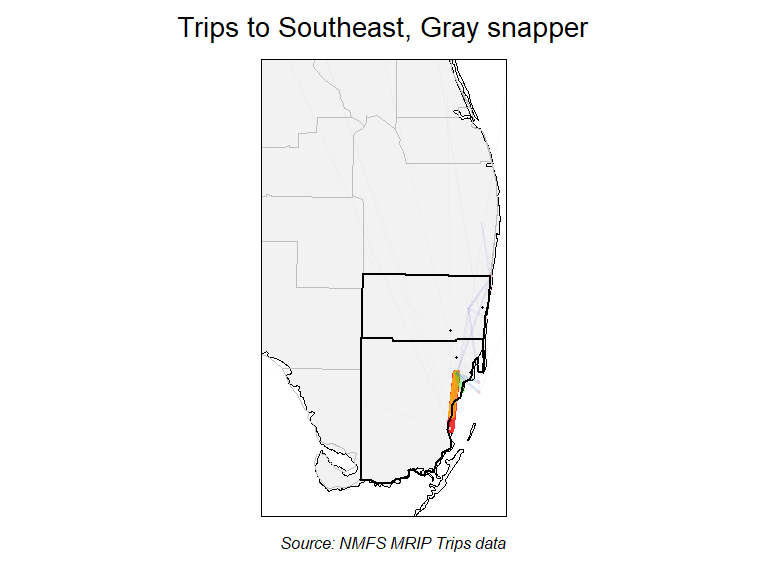 Trips to Southeast, Gray snapper
Source: NMFS MRIP Trips data